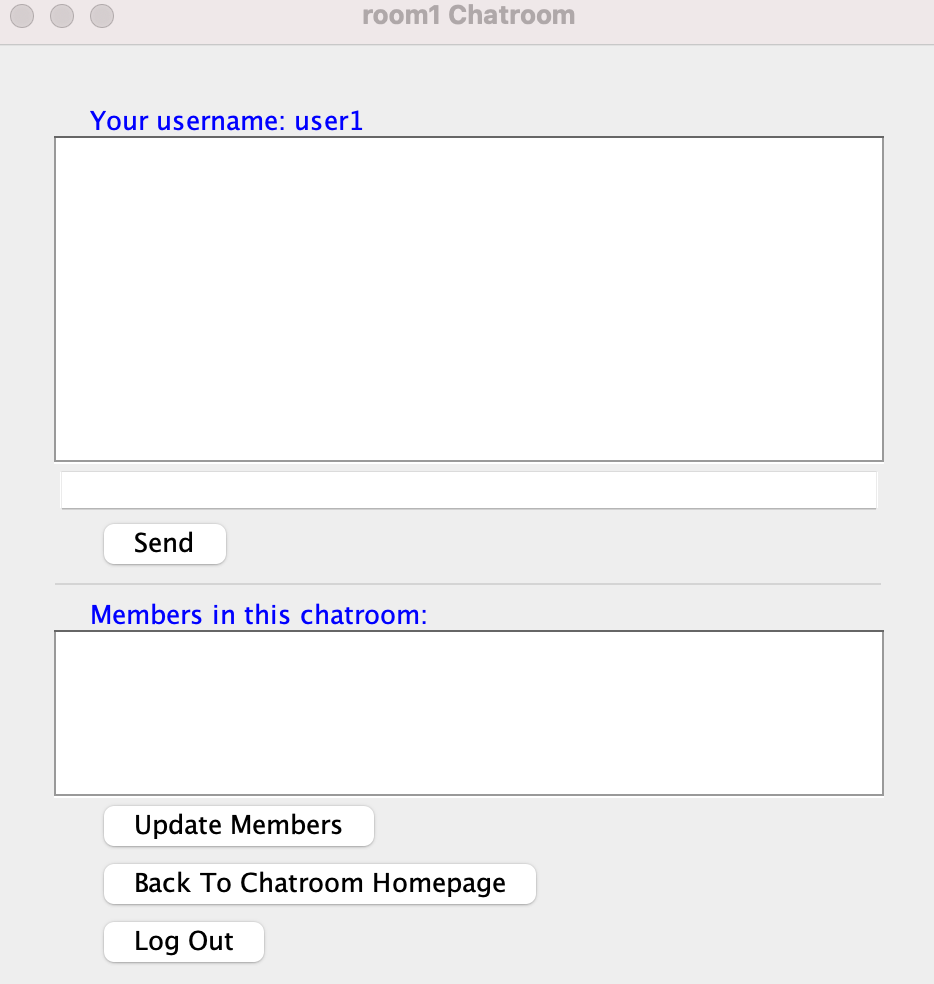 room1 Chatroom
Your username: user1
Send
Members in this chatroom:
Update Members
Back To Chatroom Homepage
Log Out